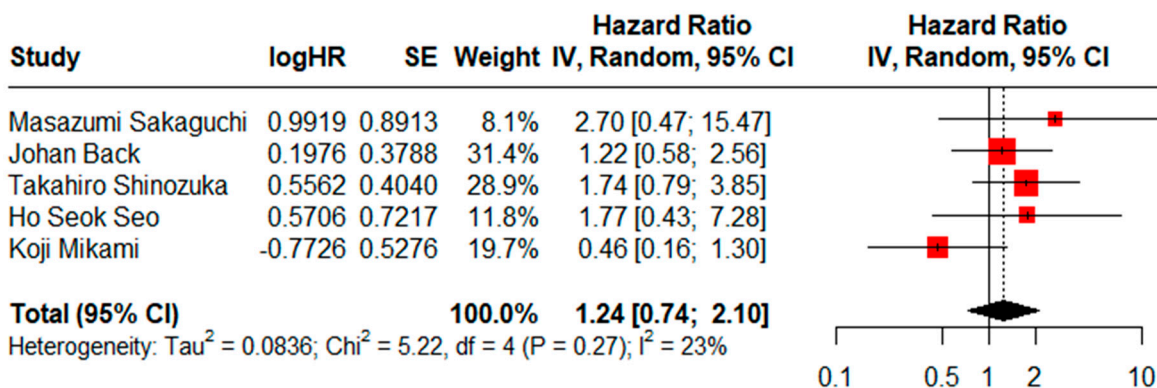 Hazard Ratio Hazard Ratio
Study logHR SE Weight IV, Random, 95% CI IV, Random, 95% CI
Masazumi Sakaguchi 0.9919 0.8913 8.1% 2.70 [0.47; 15.47]
Johan Back 0.1976 0.3788 31.4% 1.22 [0.58; 2.56]
Takahiro Shinozuka 0.5562 0.4040 28.9% 1.74 [0.79; 3.85]
Ho Seok Seo 0.5706 0.7217 11.8% 1.77 [0.43; 7.28]
Koji Mikami -0.7726 0.5276 19.7% 0.46 [0.16; 1.30]
Total (95% CI) 100.0% 1.24 [0.74; 2.10]
Heterogeneity: Tau² = 0.0836; Chi² = 5.22, df = 4 (P = 0.27); I² = 23%
0.1 0.5 1 2 10